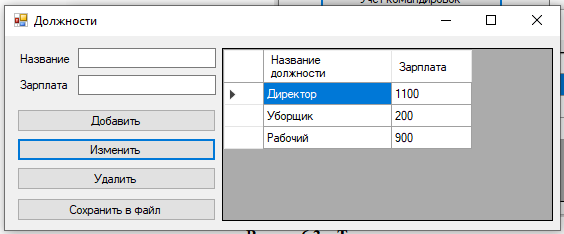 Учет командировок
Должности
Название
Зарплата
Добавить
Изменить
Удалить
Сохранить в файл
Название должности Зарплата
Директор 1100
Уборщик 200
Рабочий 900